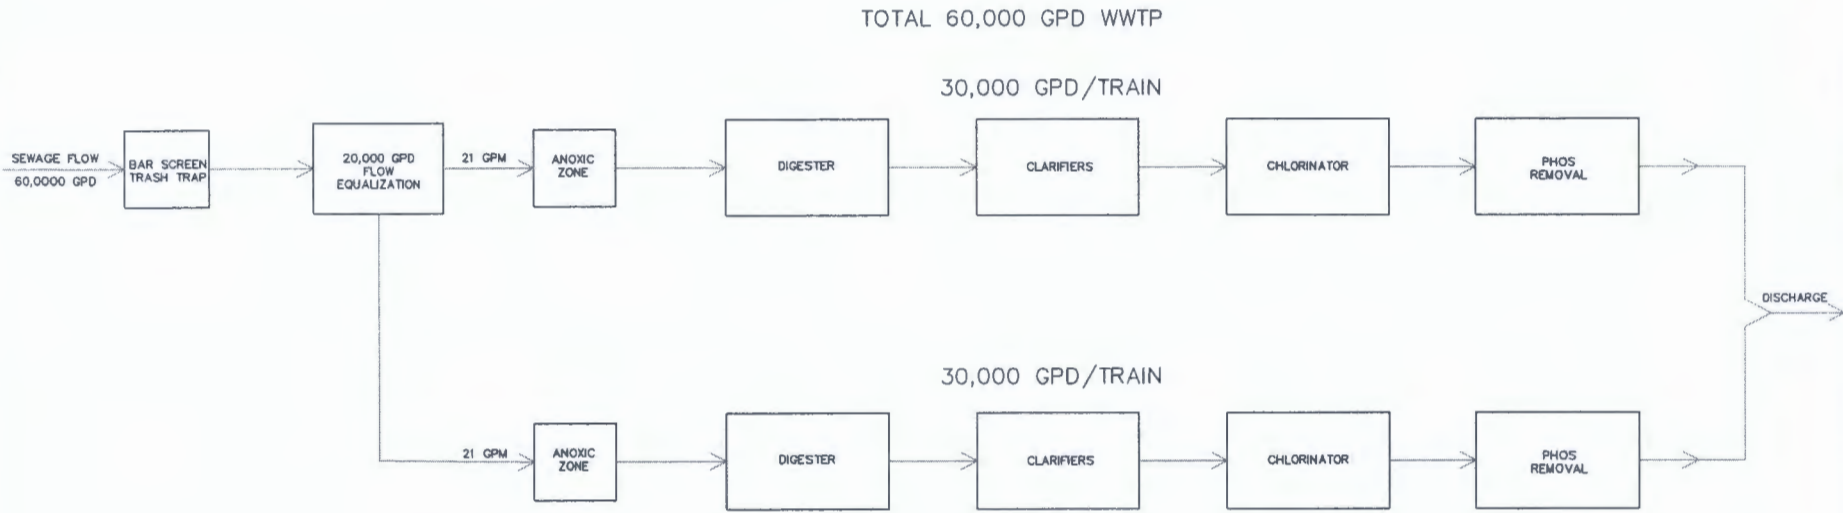 TOTAL 60,000 GPD WWTP
30,000 GPD/TRAIN
SEWAGE FLOW
60,0000 GPD
BAR SCREEN
TRASH TRAP
20,000 GPD
FLOW
EQUALIZATION
21 GPM
ANOXIC
ZONE
DIGESTER
CLARIFIERS
CHLORINATOR
PHOS
REMOVAL
DISCHARGE
30,000 GPD/TRAIN
21 GPM
ANOXIC
ZONE
DIGESTER
CLARIFIERS
CHLORINATOR
PHOS
REMOVAL